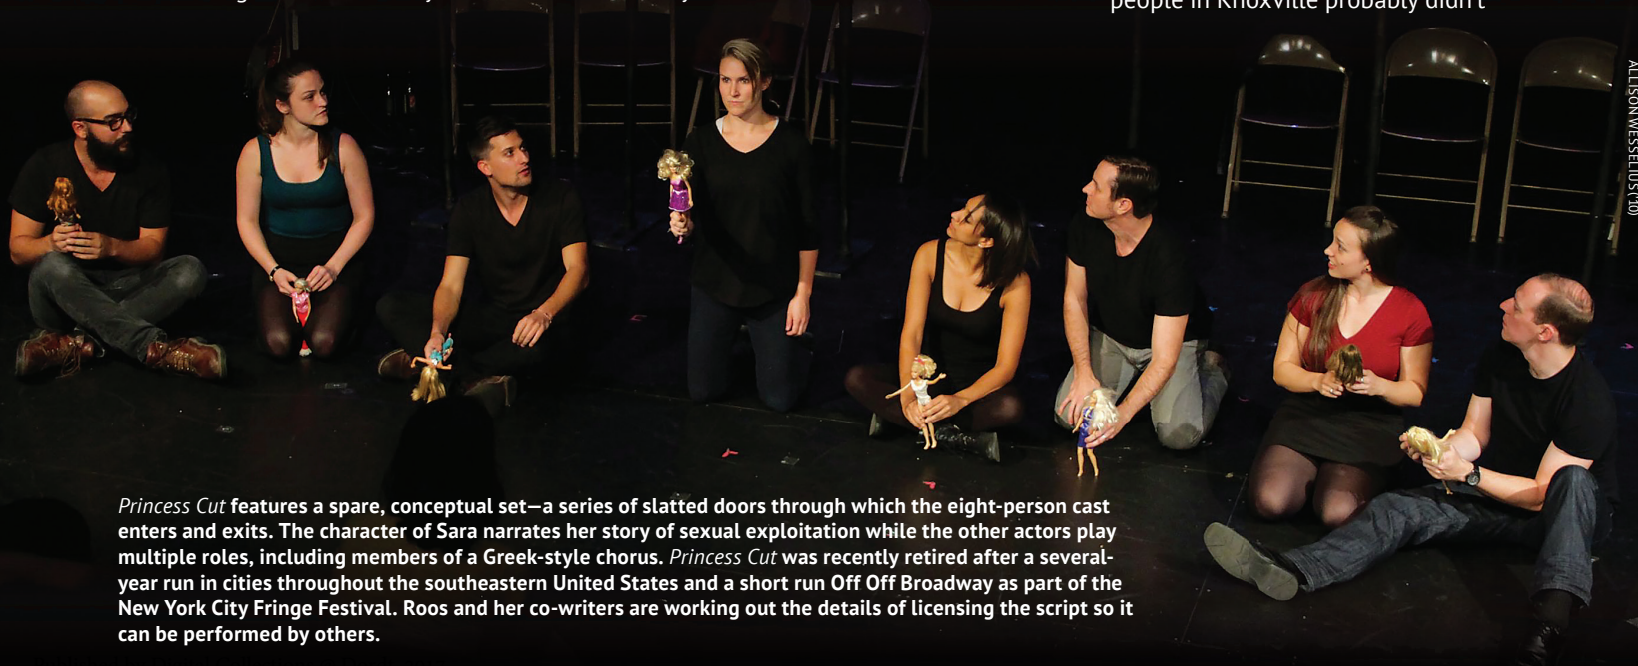 people in Knoxville probably didn't
ALLISON WESSELIUS ('10)
Princess Cut features a spare, conceptual set—a series of slatted doors through which the eight-person cast
enters and exits. The character of Sara narrates her story of sexual exploitation while the other actors play
multiple roles, including members of a Greek-style chorus. Princess Cut was recently retired after a several-
year run in cities throughout the southeastern United States and a short run Off Off Broadway as part of the
New York City Fringe Festival. Roos and her co-writers are working out the details of licensing the script so it
can be performed by others.